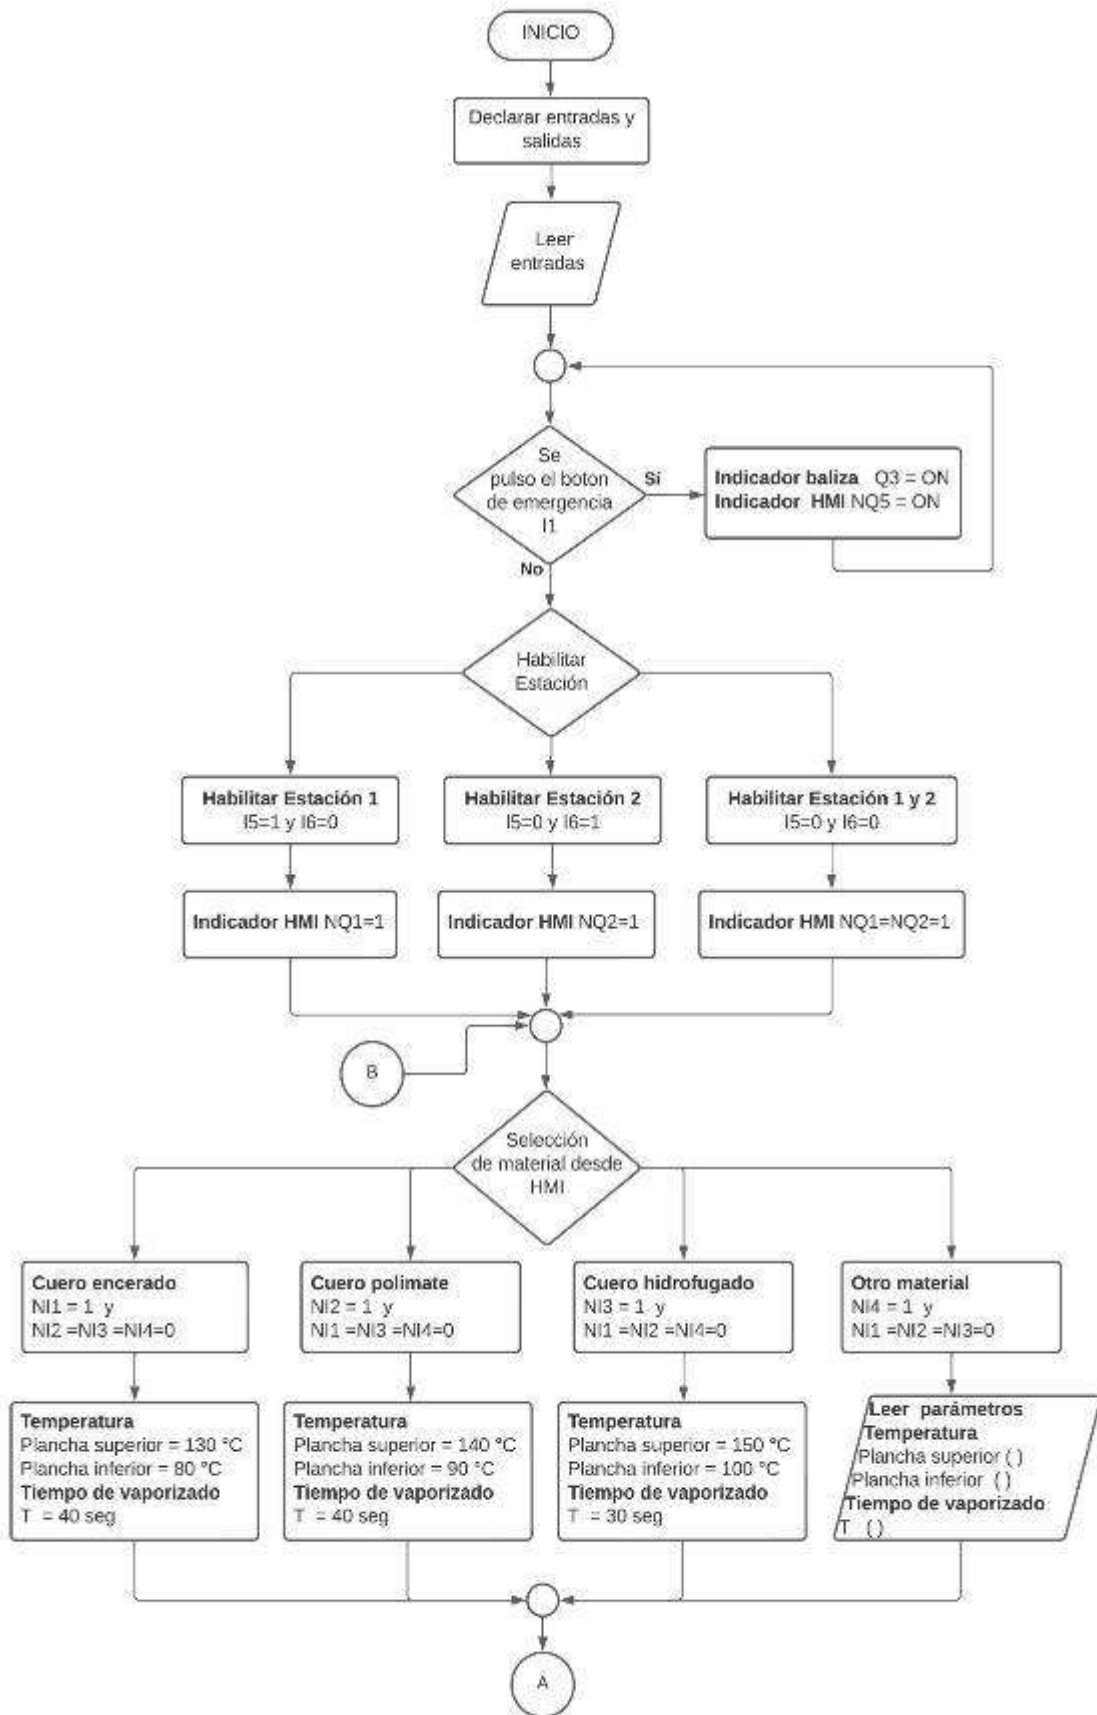 INICIO
Declarar entradas y
salidas
Leer
entradas
Se
pulso el boton
de emergencia
I1
Sí
Indicador baliza Q3 = ON
Indicador HMI NQ5 = ON
No
Habilitar
Estación
Habilitar Estación 1
I5=1 y I6=0
Habilitar Estación 2
I5=0 y I6=1
Habilitar Estación 1 y 2
I5=0 y I6=0
Indicador HMI NQ1=1
Indicador HMI NQ2=1
Indicador HMI NQ1=NQ2=1
B
Selección
de material desde
HMI
Cuero encerado
NI1 = 1 y
NI2 =NI3 =NI4=0
Cuero polimate
NI2 = 1 y
NI1 =NI3 =NI4=0
Cuero hidrofugado
NI3 = 1 y
NI1 =NI2 =NI4=0
Otro material
NI4 = 1 y
NI1 =NI2 =NI3=0
Temperatura
Plancha superior = 130 °C
Plancha inferior = 80 °C
Tiempo de vaporizado
T = 40 seg
Temperatura
Plancha superior = 140 °C
Plancha inferior = 90 °C
Tiempo de vaporizado
T = 40 seg
Temperatura
Plancha superior = 150 °C
Plancha inferior = 100 °C
Tiempo de vaporizado
T = 30 seg
Leer parámetros
Temperatura
Plancha superior ( )
Plancha inferior ( )
Tiempo de vaporizado
T ( )
A